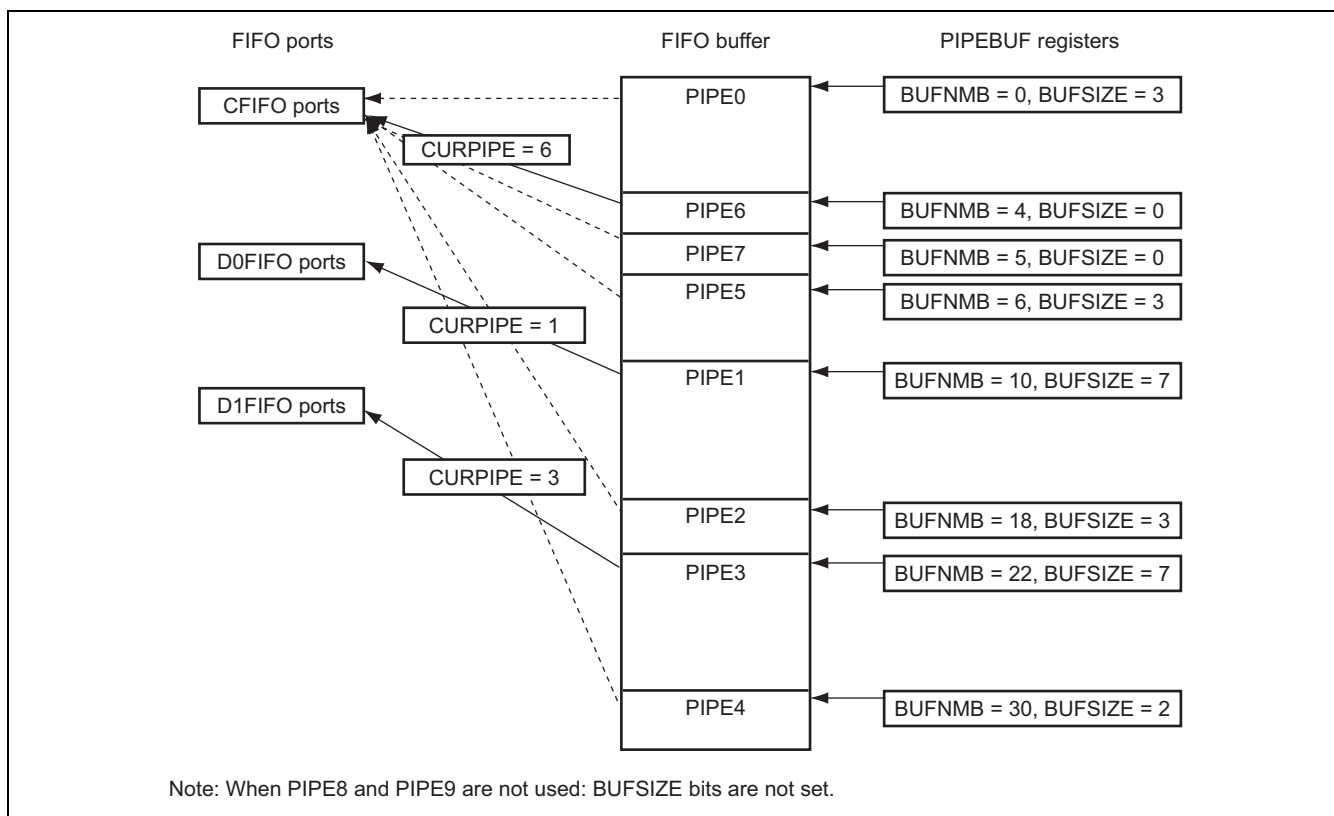 FIFO ports
FIFO buffer
PIPEBUF registers
CFIFO ports
PIPE0
BUFNMB = 0, BUFSIZE = 3
CURPIPE = 6
PIPE6
BUFNMB = 4, BUFSIZE = 0
D0FIFO ports
PIPE7
BUFNMB = 5, BUFSIZE = 0
PIPE5
BUFNMB = 6, BUFSIZE = 3
CURPIPE = 1
PIPE1
BUFNMB = 10, BUFSIZE = 7
D1FIFO ports
CURPIPE = 3
PIPE2
BUFNMB = 18, BUFSIZE = 3
PIPE3
BUFNMB = 22, BUFSIZE = 7
PIPE4
BUFNMB = 30, BUFSIZE = 2
Note: When PIPE8 and PIPE9 are not used: BUFSIZE bits are not set.